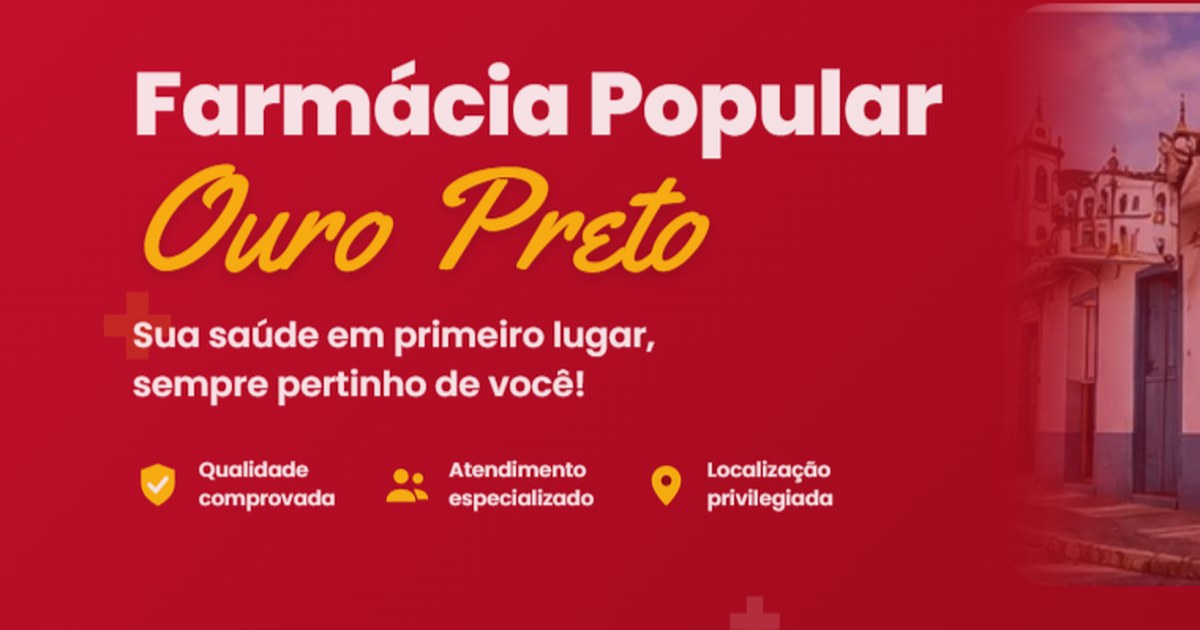 Farmácia Popular
Ouro Preto
Sua saúde em primeiro lugar,
sempre pertinho de você!
Qualidade
comprovada
Atendimento
especializado
Localização
privilegiada